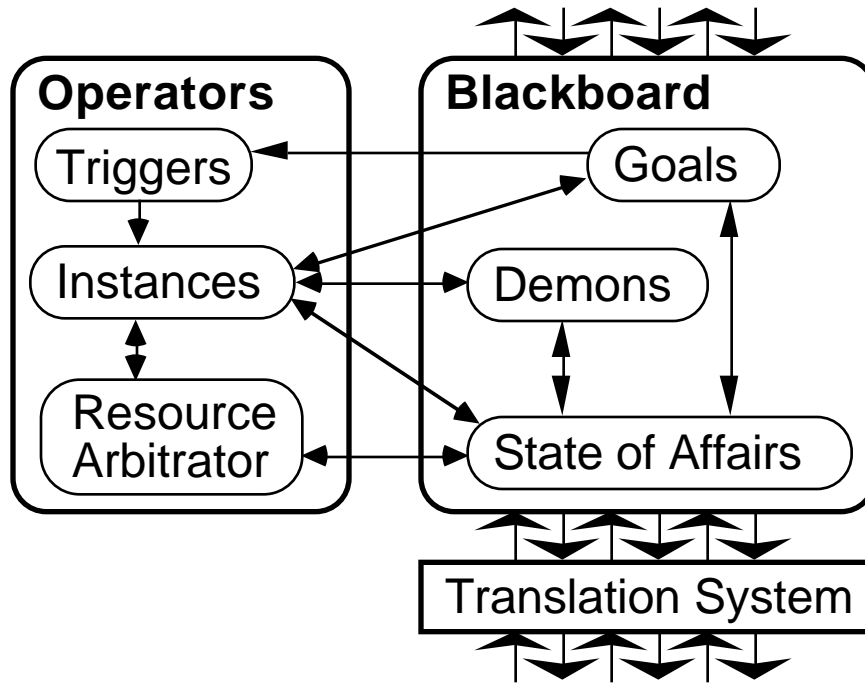 Operators
Triggers
Instances
Resource
Arbitrator
Blackboard
Goals
Demons
State of Affairs
Translation System